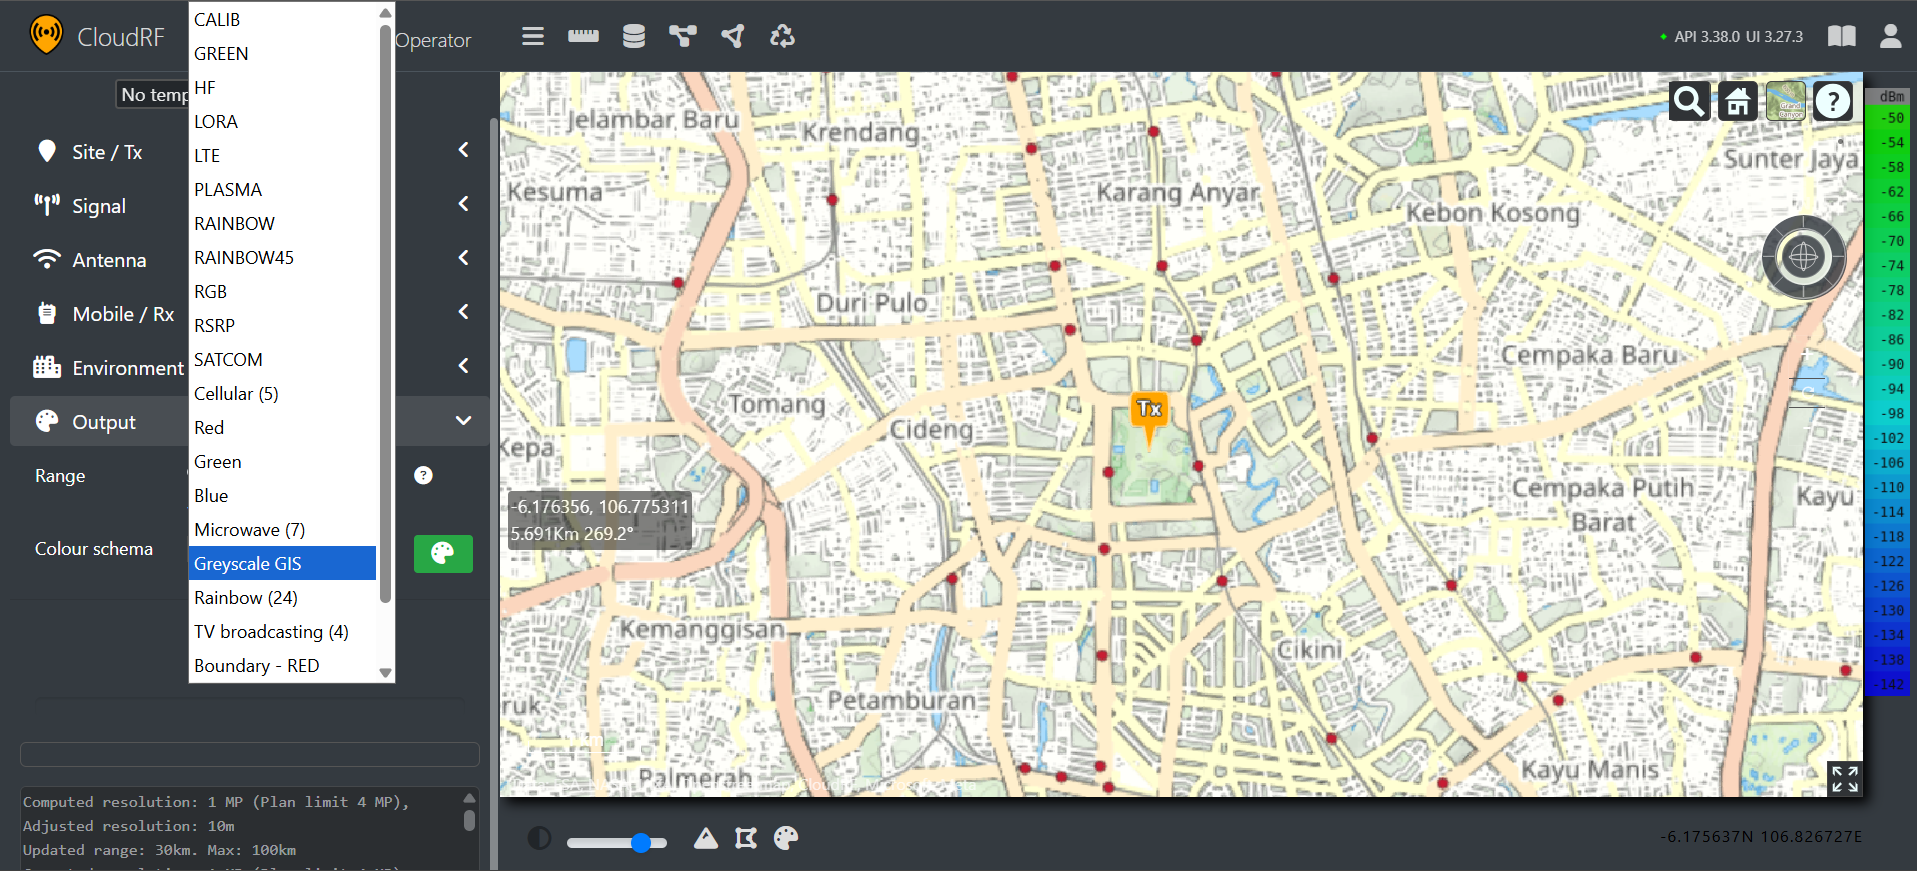 CloudRF
Operator
API 3.38.0 UI 3.27.3
No temp
Site / Tx
Signal
Antenna
Mobile / Rx
Environment
Output
Range
?
Colour schema
CALIB
GREEN
HF
LORA
LTE
PLASMA
RAINBOW
RAINBOW45
RGB
RSRP
SATCOM
Cellular (5)
Red
Green
Blue
Microwave (7)
Greyscale GIS
Rainbow (24)
TV broadcasting (4)
Boundary - RED
Computed resolution: 1 MP (Plan limit 4 MP),
Adjusted resolution: 10m
Updated range: 30km. Max: 100km
Jelambar Baru
Krendang
Kesuma
Karang Anyar
Sunter Jaya
Kebon Kosong
Duri Pulo
Cempaka Baru
Tx
Tomang
Cideng
Kepa
-6.176356, 106.775311
5.691Km 269.2°
Cempaka Putih
Barat
Kayu
Kemanggisan
Cikini
Petamburan
ruk
Palmerah
Kayu Manis
Grand
Canyon
?
dBm
-50
-54
-58
-62
-66
-70
-74
-78
-82
-86
-90
-94
-98
-102
-106
-110
-114
-118
-122
-126
-130
-134
-138
-142
-6.175637N 106.826727E